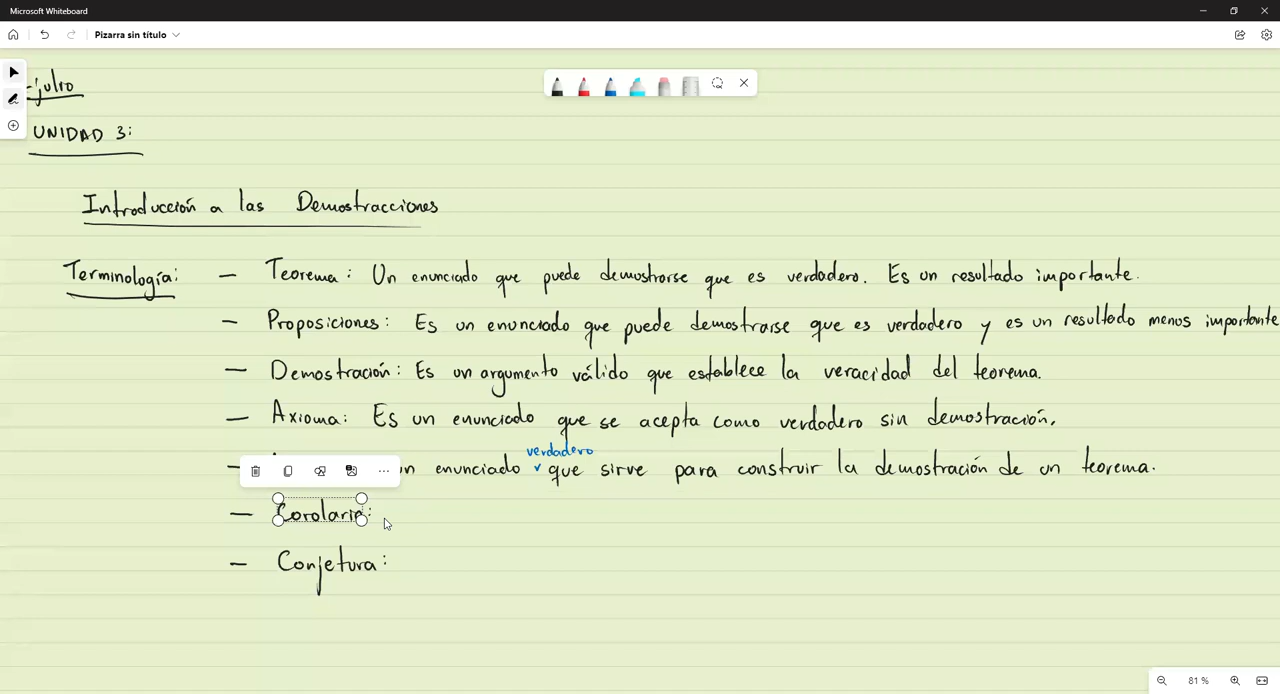 Microsoft Whiteboard
Pizarra sin título
-julio
UNIDAD 3:
Introducción a las Demostracciones
Terminología: — Teorema: Un enunciado que puede demostrarse que es verdadero. Es un resultado importante.
— Proposiciones: Es un enunciado que puede demostrarse que es verdadero y es un resultado menos importante
— Demostración: Es un argumento válido que establece la veracidad del teorema.
— Axioma: Es un enunciado que se acepta como verdadero sin demostración.
verdadero
— un enunciado que sirve para construir la demostración de un teorema.
— Corolario:
— Conjetura:
81 %